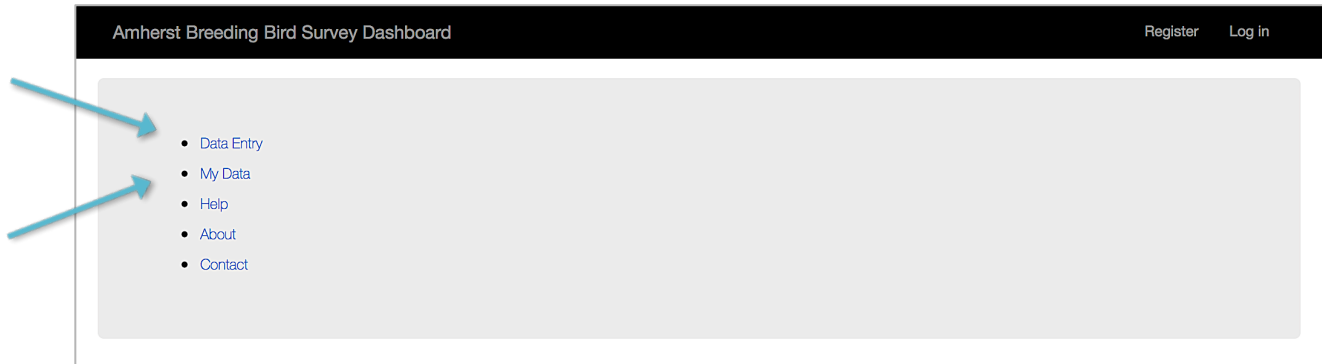 Amherst Breeding Bird Survey Dashboard Register Log in
Data Entry
My Data
Help
About
Contact